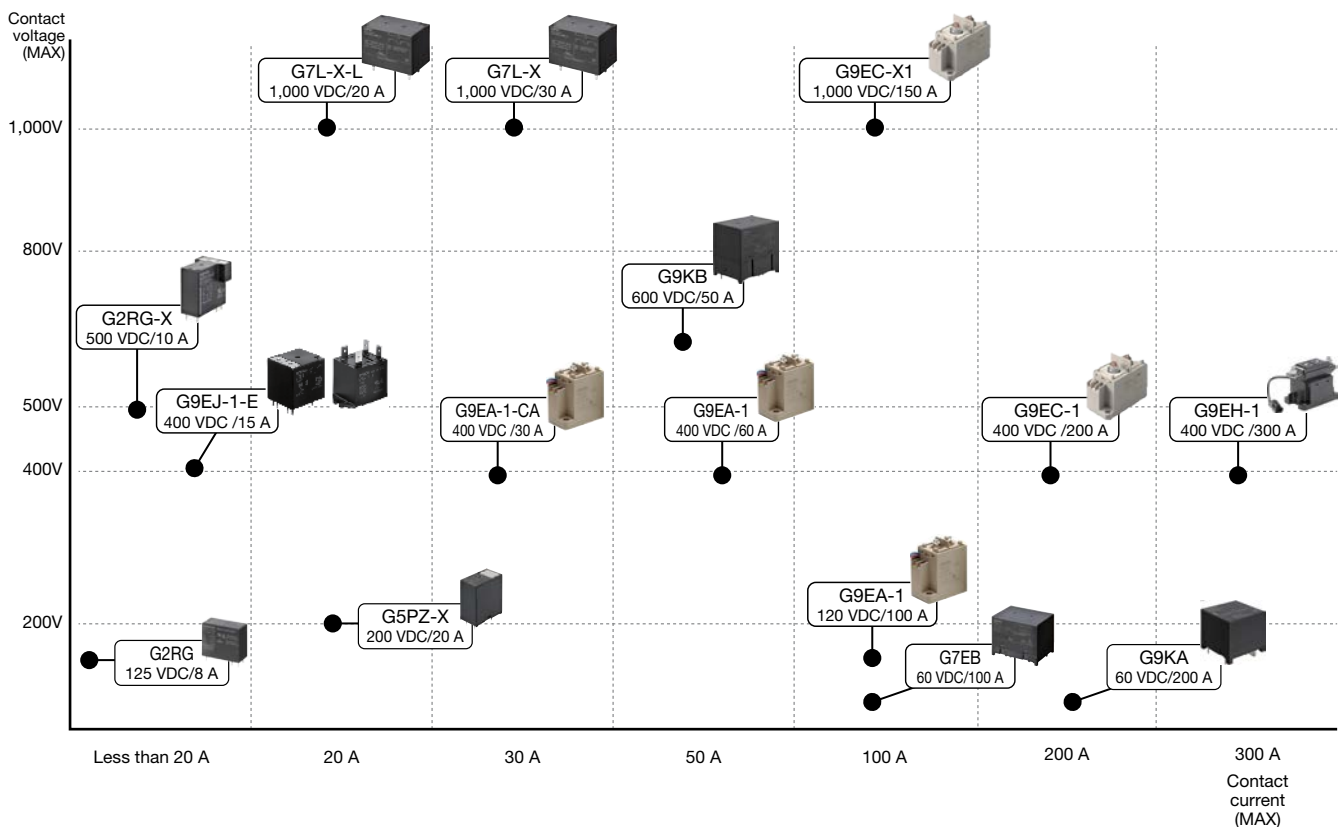 Contact
voltage
(MAX)
G7L-X-L
1,000 VDC/20 A
G7L-X
1,000 VDC/30 A
G9EC-X1
1,000 VDC/150 A
1,000V
800V
G9KB
600 VDC/50 A
G2RG-X
500 VDC/10 A
500V
G9EJ-1-E
400 VDC /15 A
G9EA-1-CA
400 VDC /30 A
G9EA-1
400 VDC /60 A
G9EC-1
400 VDC /200 A
G9EH-1
400 VDC /300 A
400V
G9EA-1
120 VDC/100 A
200V
G5PZ-X
200 VDC/20 A
G2RG
125 VDC/8 A
G7EB
60 VDC/100 A
G9KA
60 VDC/200 A
Less than 20 A
20 A
30 A
50 A
100 A
200 A
300 A
Contact
current
(MAX)